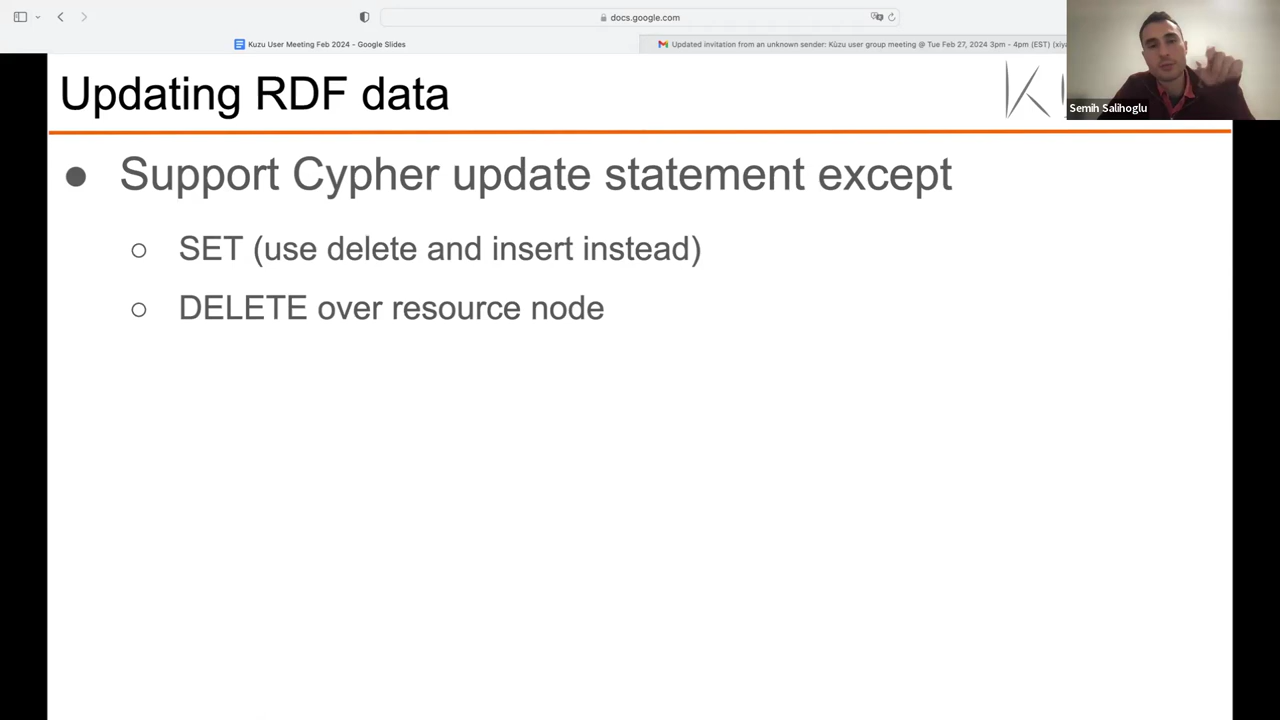 docs.google.com
Kuzu User Meeting Feb 2024 - Google Slides
Updated invitation from an unknown sender: Kùzu user group meeting @ Tue Feb 27, 2024 3pm - 4pm (EST) (xiy
Semih Salihoglu
Updating RDF data
K
● Support Cypher update statement except
○ SET (use delete and insert instead)
○ DELETE over resource node